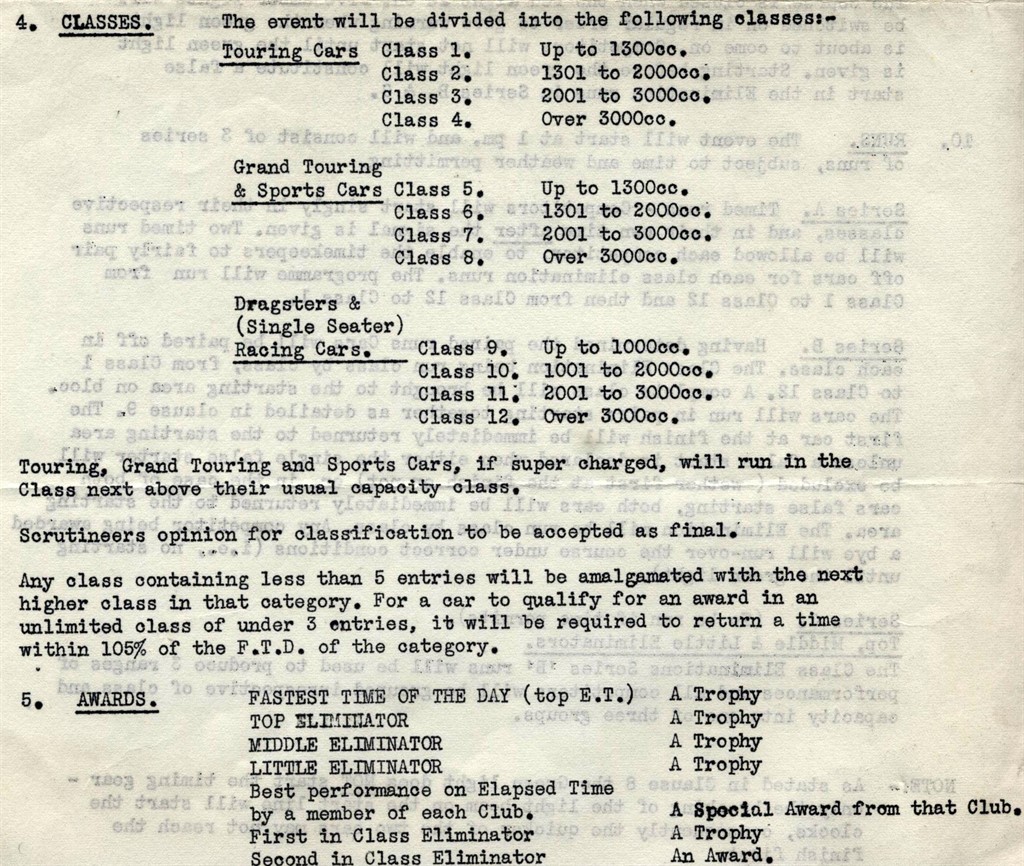 4. CLASSES. The event will be divided into the following classes:-
Touring Cars Class 1. Up to 1300cc.
Class 2. 1301 to 2000cc.
Class 3. 2001 to 3000cc.
Class 4. Over 3000cc.
Grand Touring
& Sports Cars Class 5. Up to 1300cc.
Class 6. 1301 to 2000cc.
Class 7. 2001 to 3000cc.
Class 8. Over 3000cc.
Dragsters &
(Single Seater)
Racing Cars. Class 9. Up to 1000cc.
Class 10. 1001 to 2000cc.
Class 11. 2001 to 3000cc.
Class 12. Over 3000cc.
Touring, Grand Touring and Sports Cars, if super charged, will run in the
Class next above their usual capacity class.
Scrutineers opinion for classification to be accepted as final.
Any class containing less than 5 entries will be amalgamated with the next
higher class in that category. For a car to qualify for an award in an
unlimited class of under 3 entries, it will be required to return a time
within 105% of the F.T.D. of the category.
5. AWARDS. FASTEST TIME OF THE DAY (top E.T.) A Trophy
TOP ELIMINATOR A Trophy
MIDDLE ELIMINATOR A Trophy
LITTLE ELIMINATOR A Trophy
Best performance on Elapsed Time
by a member of each Club. A Special Award from that Club.
First in Class Eliminator A Trophy
Second in Class Eliminator An Award.